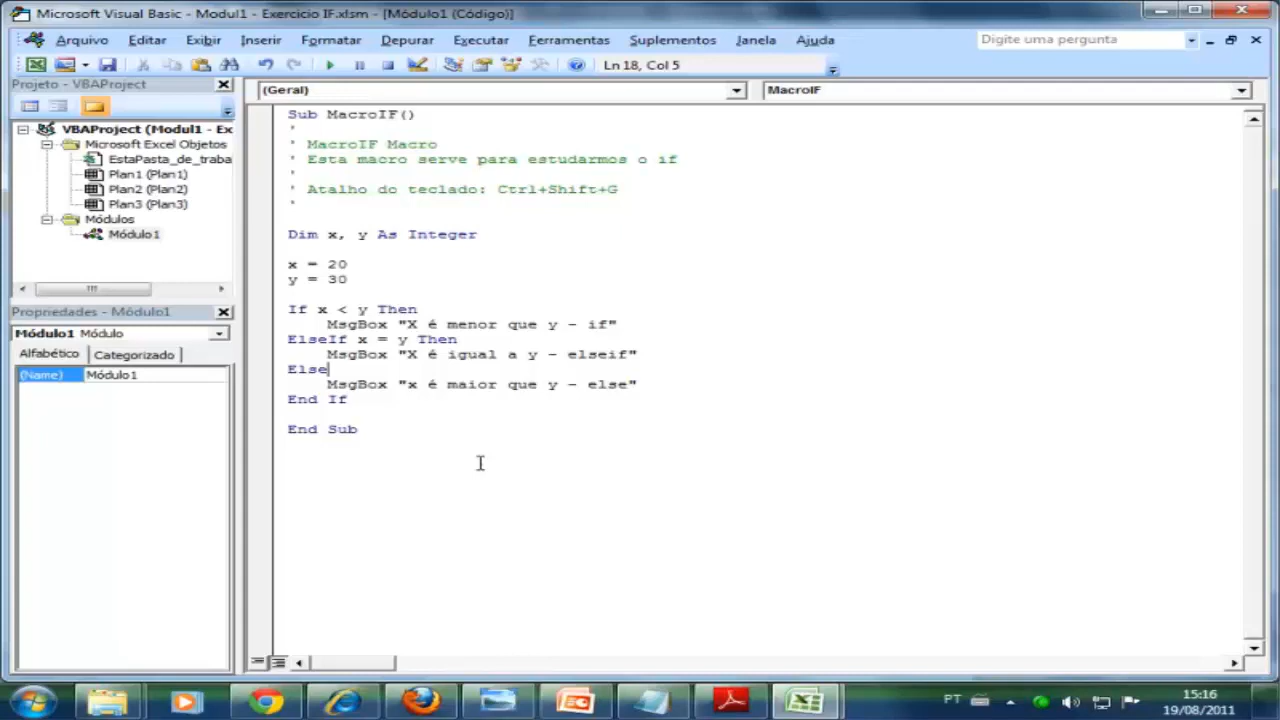 Microsoft Visual Basic - Modul1 - Exercicio IF.xlsm - [Módulo1 (Código)]
Arquivo Editar Exibir Inserir Formatar Depurar Executar Ferramentas Suplementos Janela Ajuda Digite uma pergunta
Ln 18, Col 5
Projeto - VBAProject
VBAProject (Modul1 - Ex
Microsoft Excel Objetos
EstaPasta_de_traba
Plan1 (Plan1)
Plan2 (Plan2)
Plan3 (Plan3)
Módulos
Módulo1
Propriedades - Módulo1
Módulo1 Módulo
Alfabético Categorizado
(Name) Módulo1
(Geral) MacroIF
Sub MacroIF()
'
' MacroIF Macro
' Esta macro serve para estudarmos o if
'
' Atalho do teclado: Ctrl+Shift+G
'
Dim x, y As Integer
x = 20
y = 30
If x < y Then
MsgBox "X é menor que y - if"
ElseIf x = y Then
MsgBox "X é igual a y - elseif"
Else
MsgBox "x é maior que y - else"
End If
End Sub
PT
15:16
19/08/2011